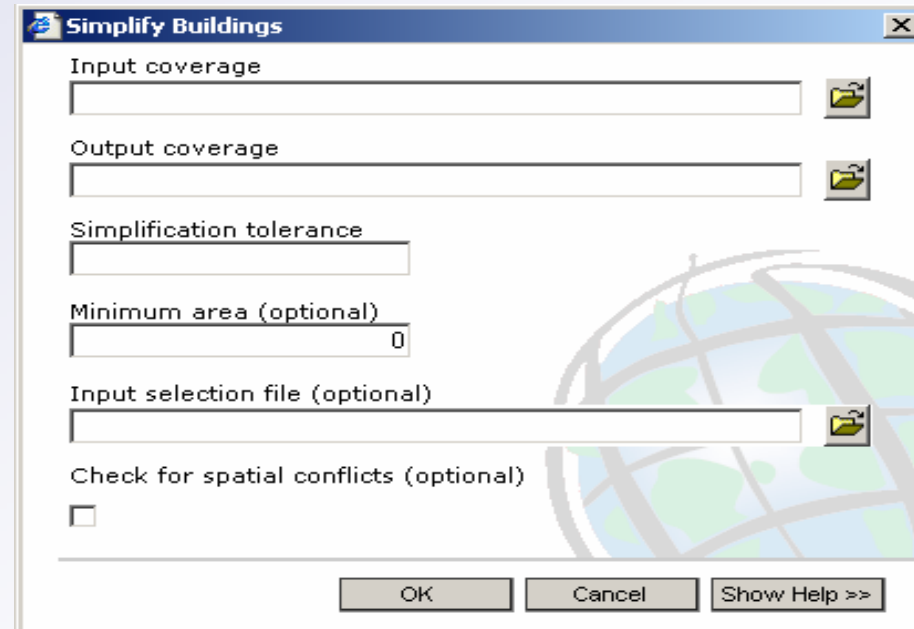 Simplify Buildings
Input coverage
Output coverage
Simplification tolerance
Minimum area (optional)
0
Input selection file (optional)
Check for spatial conflicts (optional)
OK Cancel Show Help >>